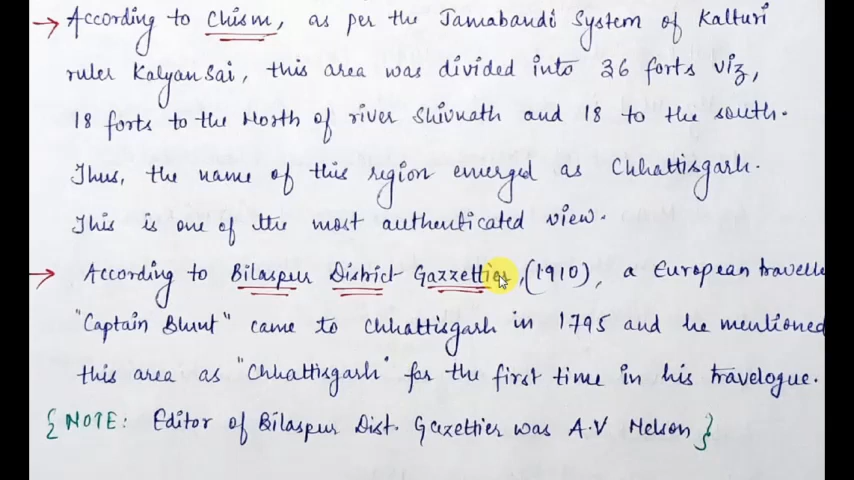 → According to Chism, as per the Jamabandi System of Kalturi
ruler Kalyan Sai, this area was divided into 36 forts viz,
18 forts to the North of river Shivnath and 18 to the south.
Thus, the name of this region emerged as Chhattisgarh.
This is one of the most authenticated view.
→ According to Bilaspur District Gazzettier, (1910), a European travelle
"Captain Blunt" came to Chhattisgarh in 1795 and he mentioned
this area as "Chhattisgarh" for the first time in his travelogue.
{NOTE: Editor of Bilaspur Dist. Gazettier was A.V Nelson}